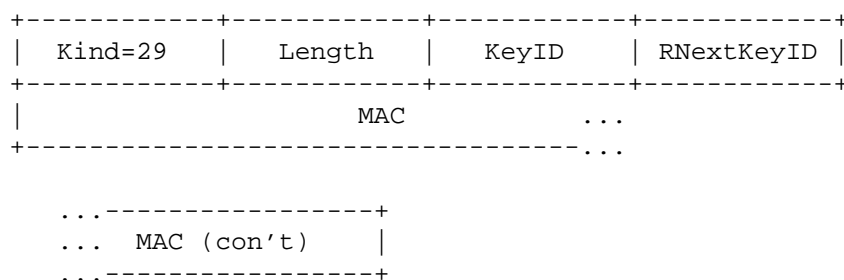 Kind=29 Length KeyID RNextKeyID
MAC ...
... MAC (con't)